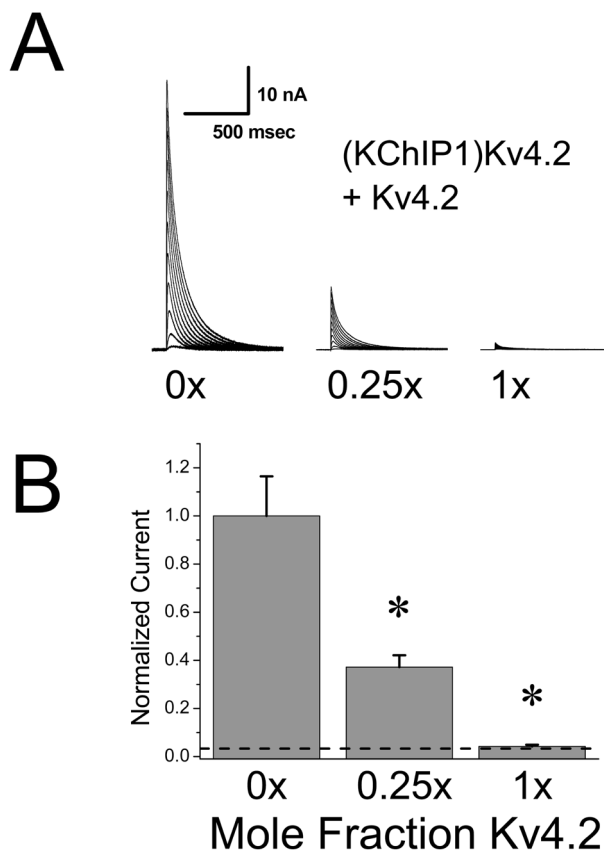 A
10 nA
500 msec
(KChIP1)Kv4.2
+ Kv4.2
0x
0.25x
1x
B
Normalized Current
1.2
1.0
0.8
0.6
0.4
0.2
0.0
*
*
0x
0.25x
1x
Mole Fraction Kv4.2